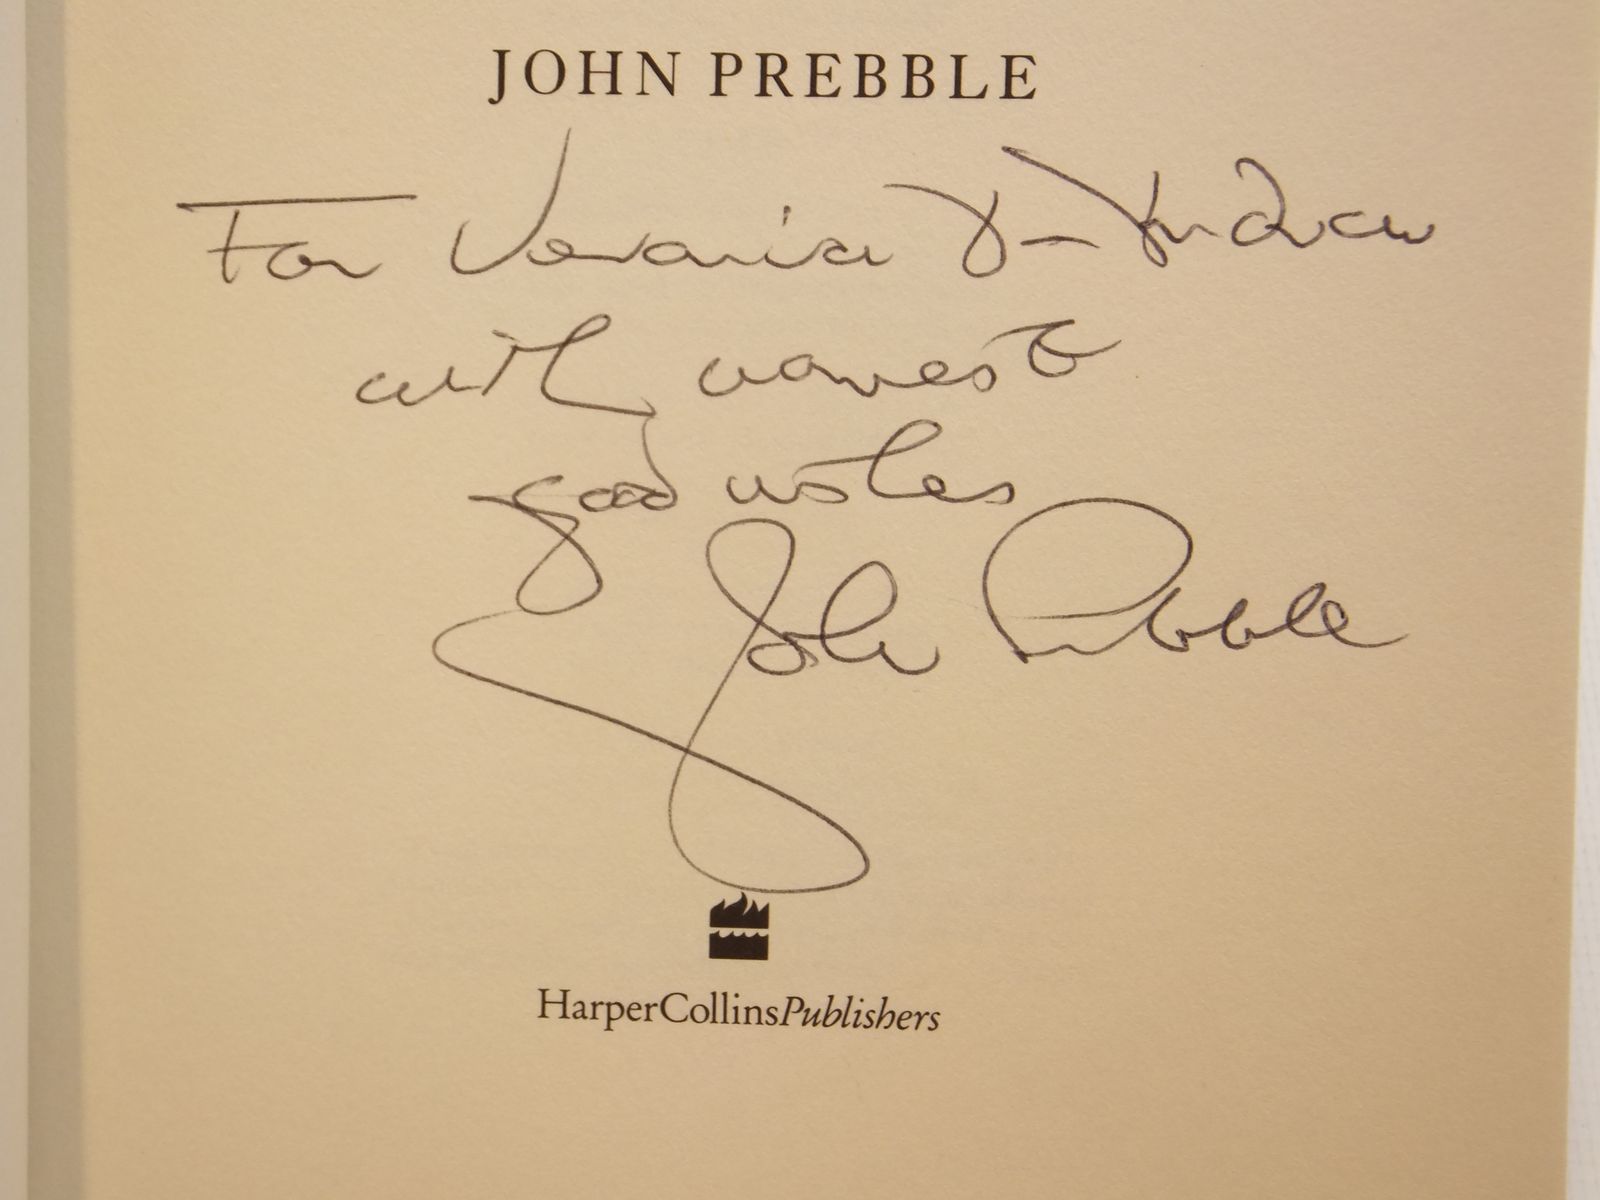 JOHN PREBBLE
For Veronica & Andrew
with warmest
good wishes
John Prebble
HarperCollinsPublishers